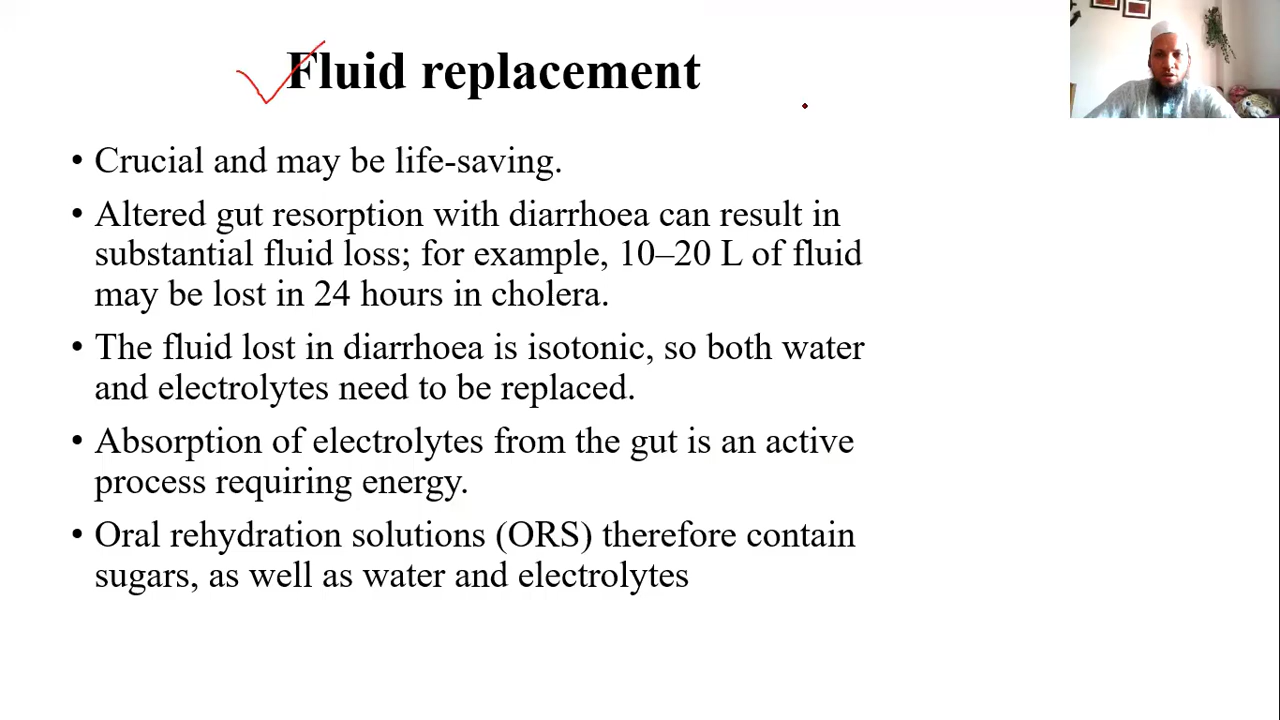 Fluid replacement
• Crucial and may be life-saving.
• Altered gut resorption with diarrhoea can result in
substantial fluid loss; for example, 10–20 L of fluid
may be lost in 24 hours in cholera.
• The fluid lost in diarrhoea is isotonic, so both water
and electrolytes need to be replaced.
• Absorption of electrolytes from the gut is an active
process requiring energy.
• Oral rehydration solutions (ORS) therefore contain
sugars, as well as water and electrolytes